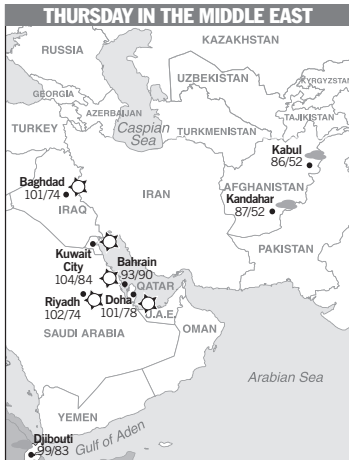 THURSDAY IN THE MIDDLE EAST
KAZAKHSTAN
RUSSIA
UZBEKISTAN
KYRGYZSTAN
GEORGIA
AZERBAIJAN
TAJIKISTAN
TURKEY
Caspian
Sea
TURKMENISTAN
Kabul
86/52
Baghdad
101/74
IRAQ
IRAN
AFGHANISTAN
Kandahar
87/52
PAKISTAN
Kuwait
City
104/84
Bahrain
93/90
QATAR
Riyadh
102/74
Doha
101/78
U.A.E.
SAUDI ARABIA
OMAN
Arabian Sea
YEMEN
Djibouti
99/83
Gulf of Aden